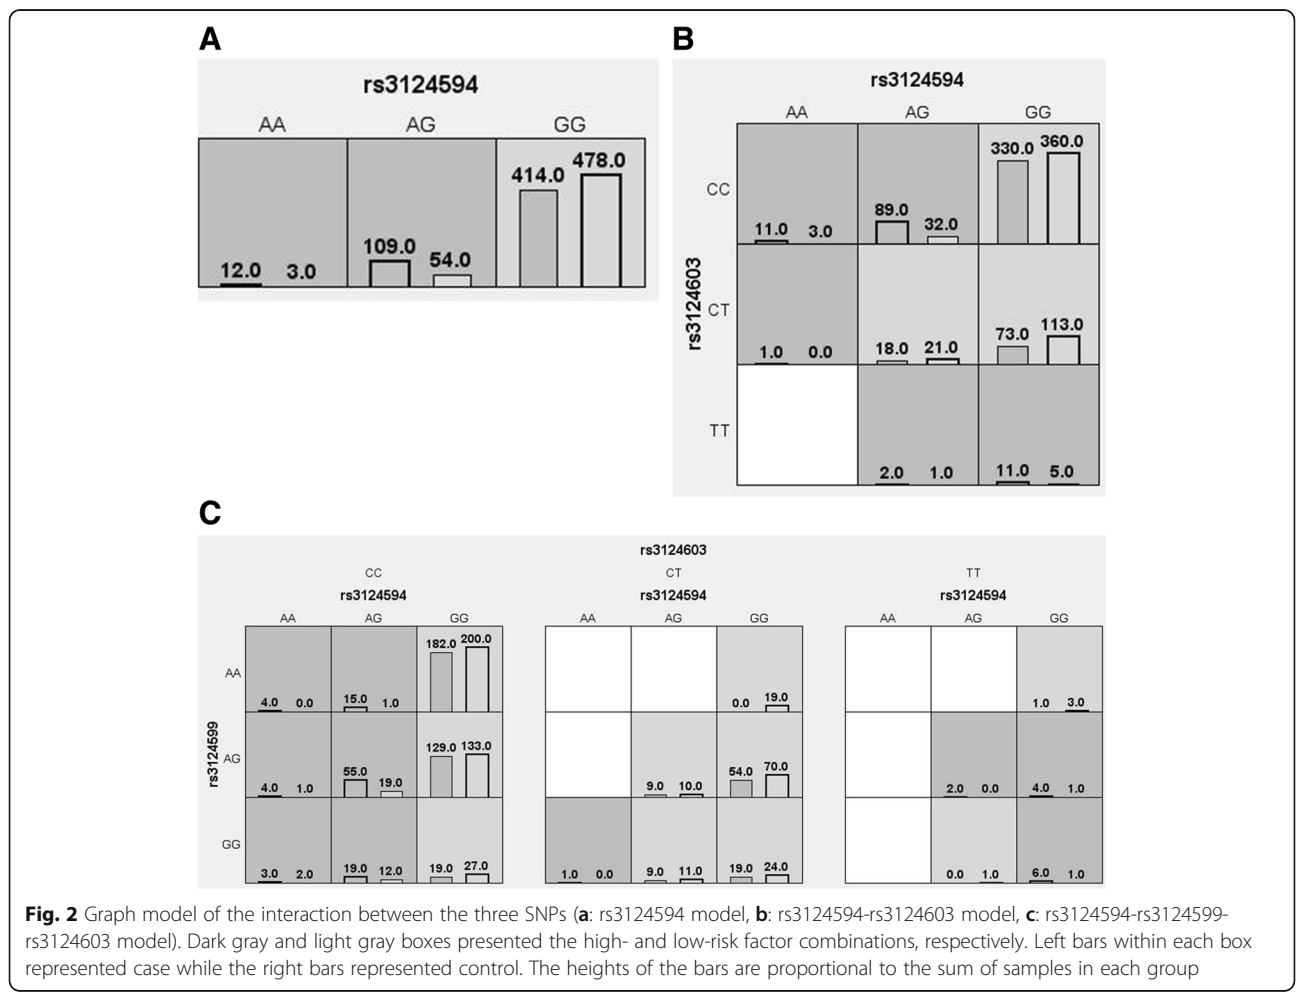 A
rs3124594
AA AG GG
12.0 3.0 109.0 54.0 414.0 478.0
B
rs3124594
AA AG GG
rs3124603
CC 11.0 3.0 89.0 32.0 330.0 360.0
CT 1.0 0.0 18.0 21.0 73.0 113.0
TT 2.0 1.0 11.0 5.0
C
rs3124603
CC CT TT
rs3124594 rs3124594 rs3124594
AA AG GG AA AG GG AA AG GG
rs3124599
AA 4.0 0.0 15.0 1.0 182.0 200.0 0.0 19.0 1.0 3.0
AG 4.0 1.0 55.0 19.0 129.0 133.0 9.0 10.0 54.0 70.0 2.0 0.0 4.0 1.0
GG 3.0 2.0 19.0 12.0 19.0 27.0 1.0 0.0 9.0 11.0 19.0 24.0 0.0 1.0 6.0 1.0
Fig. 2 Graph model of the interaction between the three SNPs (a: rs3124594 model, b: rs3124594-rs3124603 model, c: rs3124594-rs3124599-
rs3124603 model). Dark gray and light gray boxes presented the high- and low-risk factor combinations, respectively. Left bars within each box
represented case while the right bars represented control. The heights of the bars are proportional to the sum of samples in each group